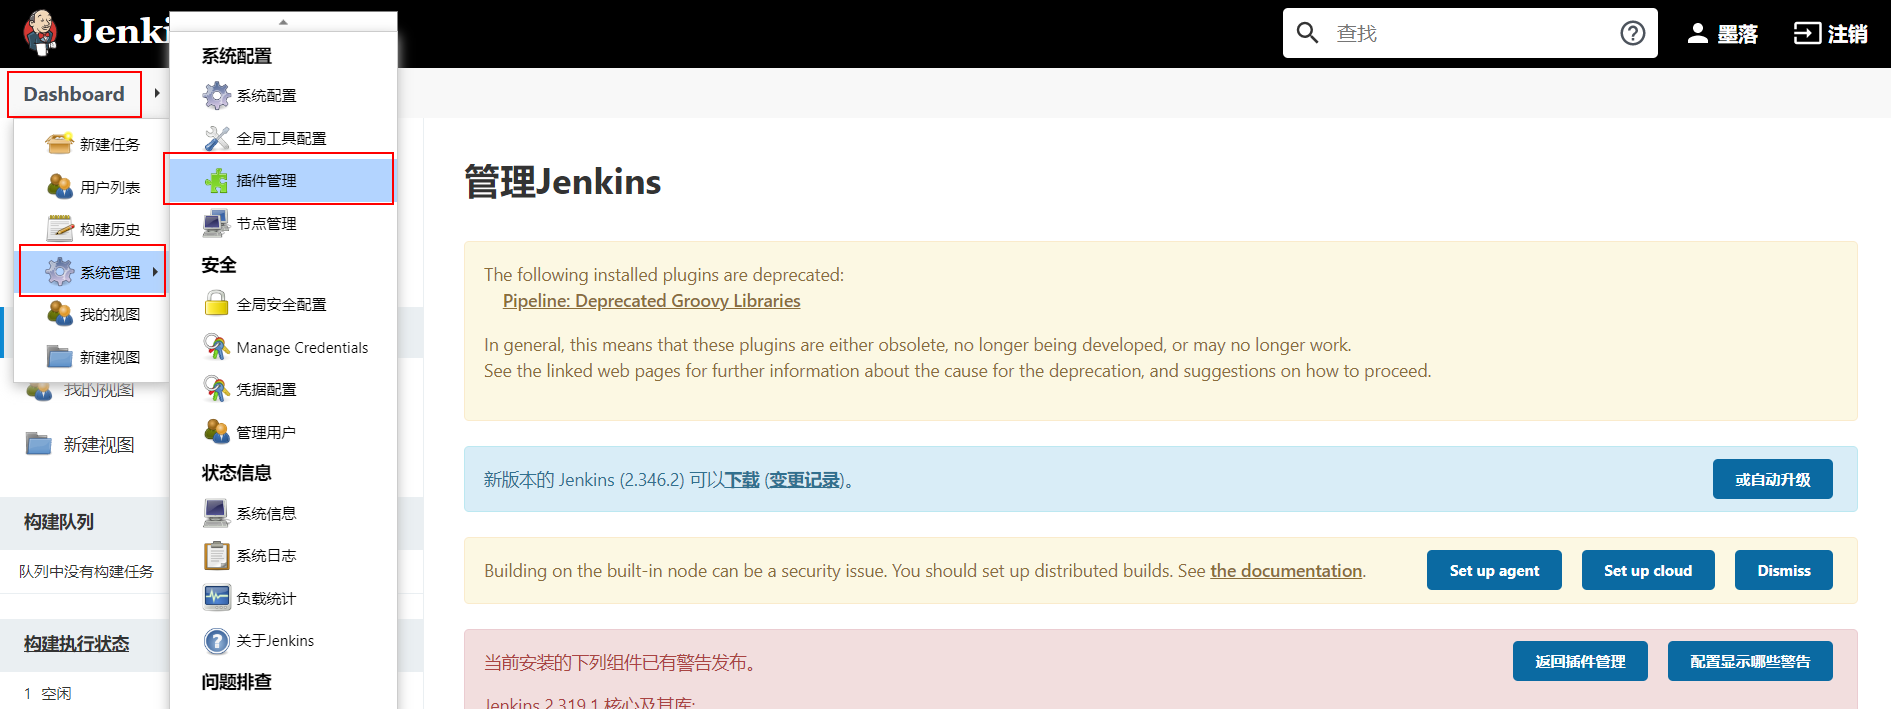 Jenki
查找
墨落
注销
Dashboard
新建任务
用户列表
构建历史
系统管理
我的视图
新建视图
我的视图
新建视图
构建队列
队列中没有构建任务
构建执行状态
1 空闲
系统配置
系统配置
全局工具配置
插件管理
节点管理
安全
全局安全配置
Manage Credentials
凭据配置
管理用户
状态信息
系统信息
系统日志
负载统计
关于Jenkins
问题排查
管理Jenkins
The following installed plugins are deprecated:
Pipeline: Deprecated Groovy Libraries
In general, this means that these plugins are either obsolete, no longer being developed, or may no longer work.
See the linked web pages for further information about the cause for the deprecation, and suggestions on how to proceed.
新版本的 Jenkins (2.346.2) 可以下载 (变更记录)。
或自动升级
Building on the built-in node can be a security issue. You should set up distributed builds. See the documentation.
Set up agent
Set up cloud
Dismiss
当前安装的下列组件已有警告发布。
返回插件管理
配置显示哪些警告
Jenkins 2.319.1 核心及其库: